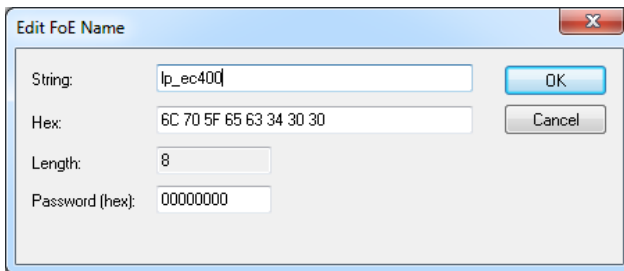 Edit FoE Name
String: lp_ec400 OK
Hex: 6C 70 5F 65 63 34 30 30 Cancel
Length: 8
Password (hex): 00000000